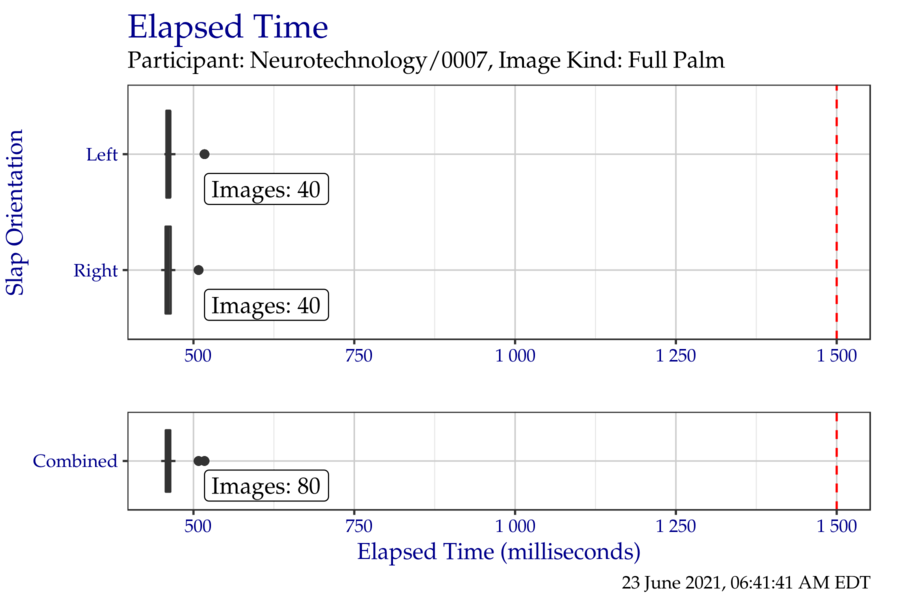 Elapsed Time
Participant: Neurotechnology/0007, Image Kind: Full Palm
Slap Orientation
Left
Images: 40
Right
Images: 40
500 750 1 000 1 250 1 500
Combined
Images: 80
500 750 1 000 1 250 1 500
Elapsed Time (milliseconds)
23 June 2021, 06:41:41 AM EDT